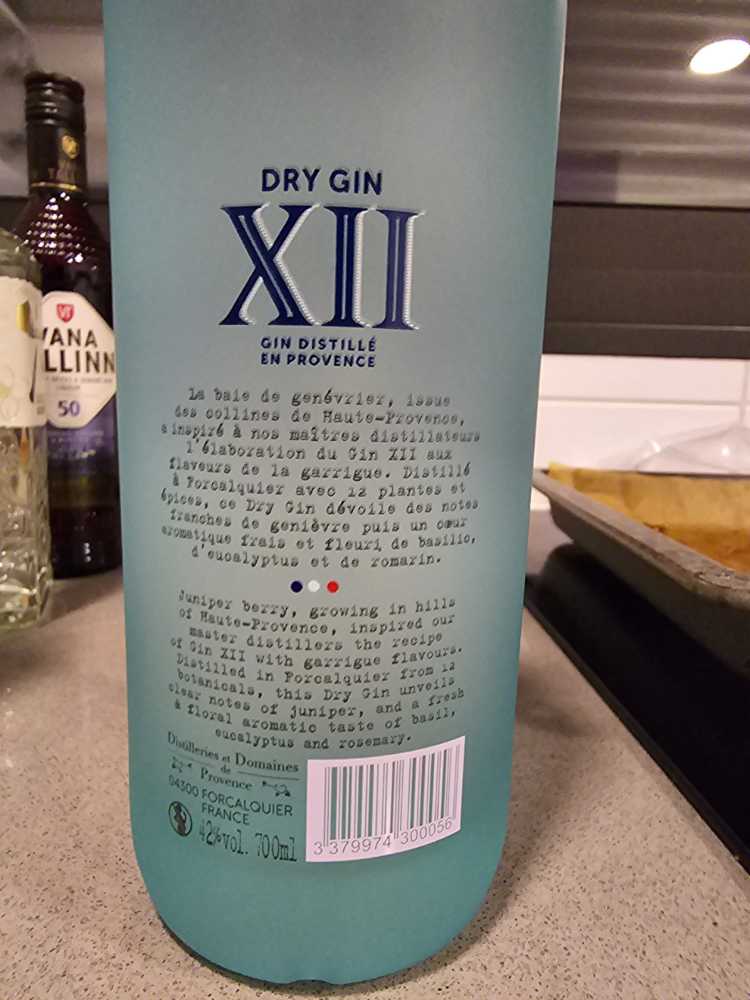 DRY GIN
XII
GIN DISTILLÉ
EN PROVENCE
La baie de genévrier, issue
des collines de Haute-Provence,
a inspiré à nos maîtres distillateurs
l'élaboration du Gin XII aux
flaveurs de la garrigue. Distillé
à Forcalquier avec 12 plantes et
épices, ce Dry Gin dévoile des notes
franches de genièvre puis un cœur
aromatique frais et fleuri, de basilic,
d'eucalyptus et de romarin.
Juniper berry, growing in hills
of Haute-Provence, inspired our
master distillers the recipe
of Gin XII with garrigue flavours.
Distilled in Forcalquier from 12
botanicals, this Dry Gin unveils
clear notes of juniper, and a fresh
& floral aromatic taste of basil,
eucalyptus and rosemary.
Distilleries et Domaines
de
Provence
04300 FORCALQUIER
FRANCE
42%vol. 700ml
3 379974 300056
VT
VANA
LLINN
50